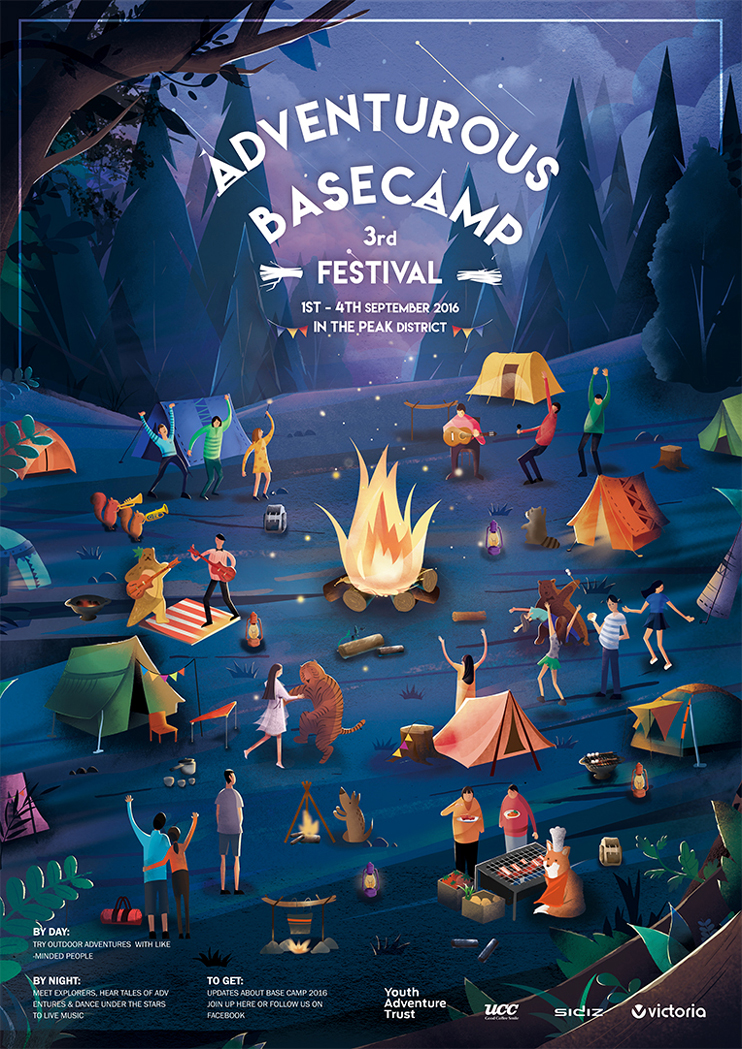 ADVENTUROUS
BASECAMP
3rd
FESTIVAL
1ST - 4TH SEPTEMBER 2016
IN THE PEAK DISTRICT
BY DAY:
TRY OUTDOOR ADVENTURES WITH LIKE
-MINDED PEOPLE
BY NIGHT:
MEET EXPLORERS, HEAR TALES OF ADV
ENTURES & DANCE UNDER THE STARS
TO LIVE MUSIC
TO GET:
UPDATES ABOUT BASE CAMP 2016
JOIN UP HERE OR FOLLOW US ON
FACEBOOK
Youth
Adventure
Trust
ucc
Good Coffee Smile
SIDIZ
victoria